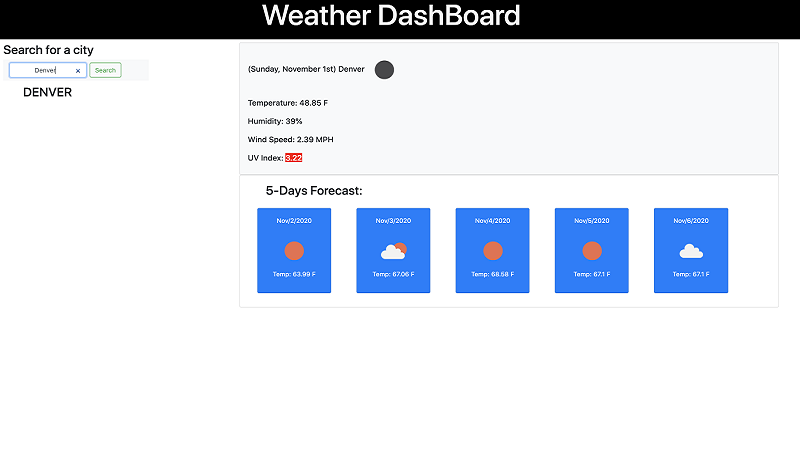 Weather DashBoard
Search for a city
Denver x Search
DENVER
(Sunday, November 1st) Denver
Temperature: 48.85 F
Humidity: 39%
Wind Speed: 2.39 MPH
UV Index: 3.22
5-Days Forecast:
Nov/2/2020 Nov/3/2020 Nov/4/2020 Nov/5/2020 Nov/6/2020
Temp: 63.99 F Temp: 67.06 F Temp: 68.58 F Temp: 67.1 F Temp: 67.1 F